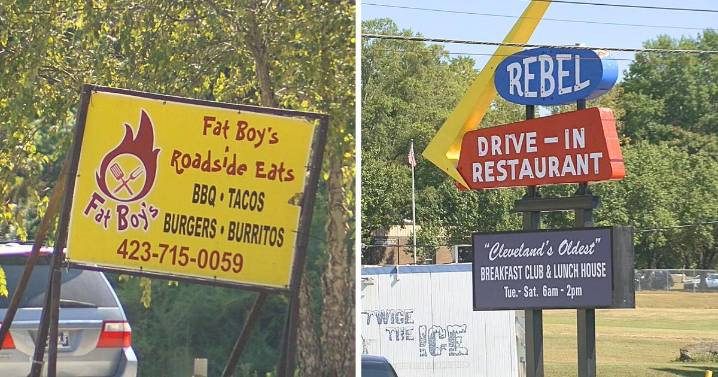 Fat Boy's
Roadside Eats
BBQ • TACOS
BURGERS • BURRITOS
423-715-0059
Fat Boy's
REBEL
DRIVE-IN
RESTAURANT
"Cleveland's Oldest"
BREAKFAST CLUB & LUNCH HOUSE
Tue.- Sat. 6am - 2pm
TWICE
THE ICE